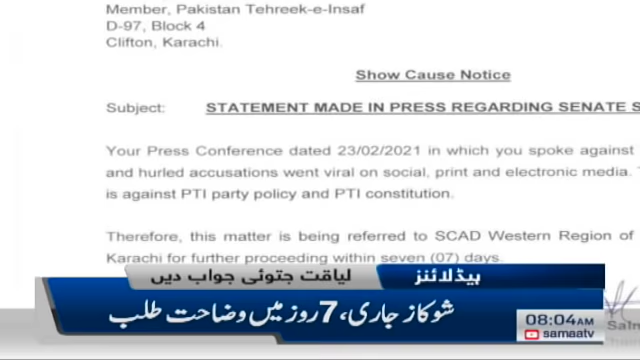 Member, Pakistan Tehreek-e-Insaf
D-97, Block 4
Clifton, Karachi.
Show Cause Notice
Subject: STATEMENT MADE IN PRESS REGARDING SENATE S
Your Press Conference dated 23/02/2021 in which you spoke against
and hurled accusations went viral on social, print and electronic media.
is against PTI party policy and PTI constitution.
Therefore, this matter is being referred to SCAD Western Region of
Karachi for further proceeding within seven (07) days.
ہیڈلائنز
لیاقت جتوئی جواب دیں
شوکاز جاری، 7 روز میں وضاحت طلب
08:04AM
samaatv